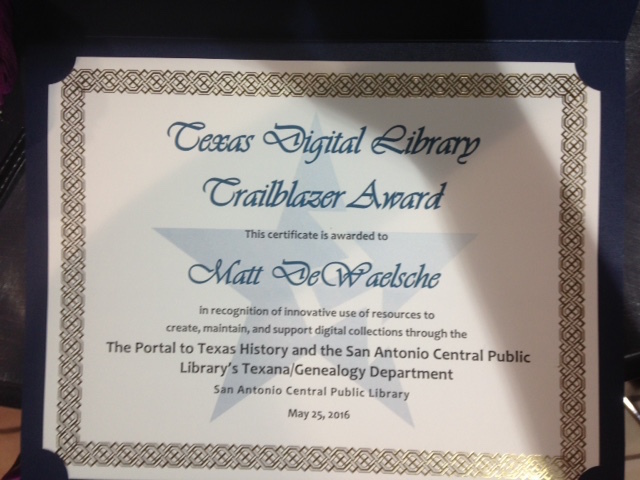 Texas Digital Library
Trailblazer Award
This certificate is awarded to
Matt DeWaelsche
in recognition of innovative use of resources to
create, maintain, and support digital collections through the
The Portal to Texas History and the San Antonio Central Public
Library's Texana/Genealogy Department
San Antonio Central Public Library
May 25, 2016